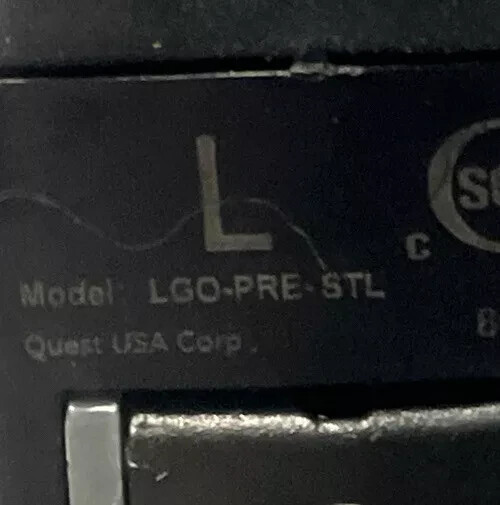 L
C
Model: LGO-PRE-STL
Quest USA Corp.